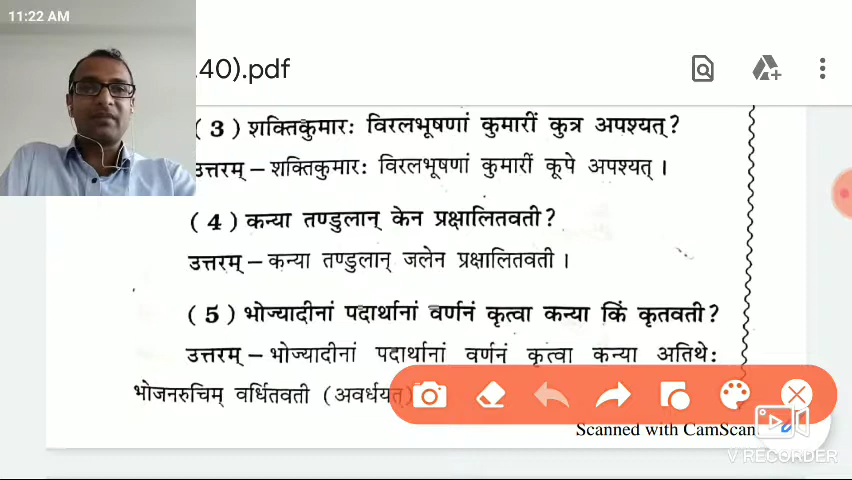 11:22 AM
40).pdf
(3) शक्तिकुमारः विरलभूषणां कुमारीं कुत्र अपश्यत्?
उत्तरम् – शक्तिकुमारः विरलभूषणां कुमारीं कूपे अपश्यत् ।
(4) कन्या तण्डुलान् केन प्रक्षालितवती?
उत्तरम् – कन्या तण्डुलान् जलेन प्रक्षालितवती ।
(5) भोज्यादीनां पदार्थानां वर्णनं कृत्वा कन्या किं कृतवती?
उत्तरम् – भोज्यादीनां पदार्थानां वर्णनं कृत्वा कन्या अतिथेः
भोजनरुचिम् वर्धितवती (अवर्धयत्)
Scanned with CamScan
V RECORDER